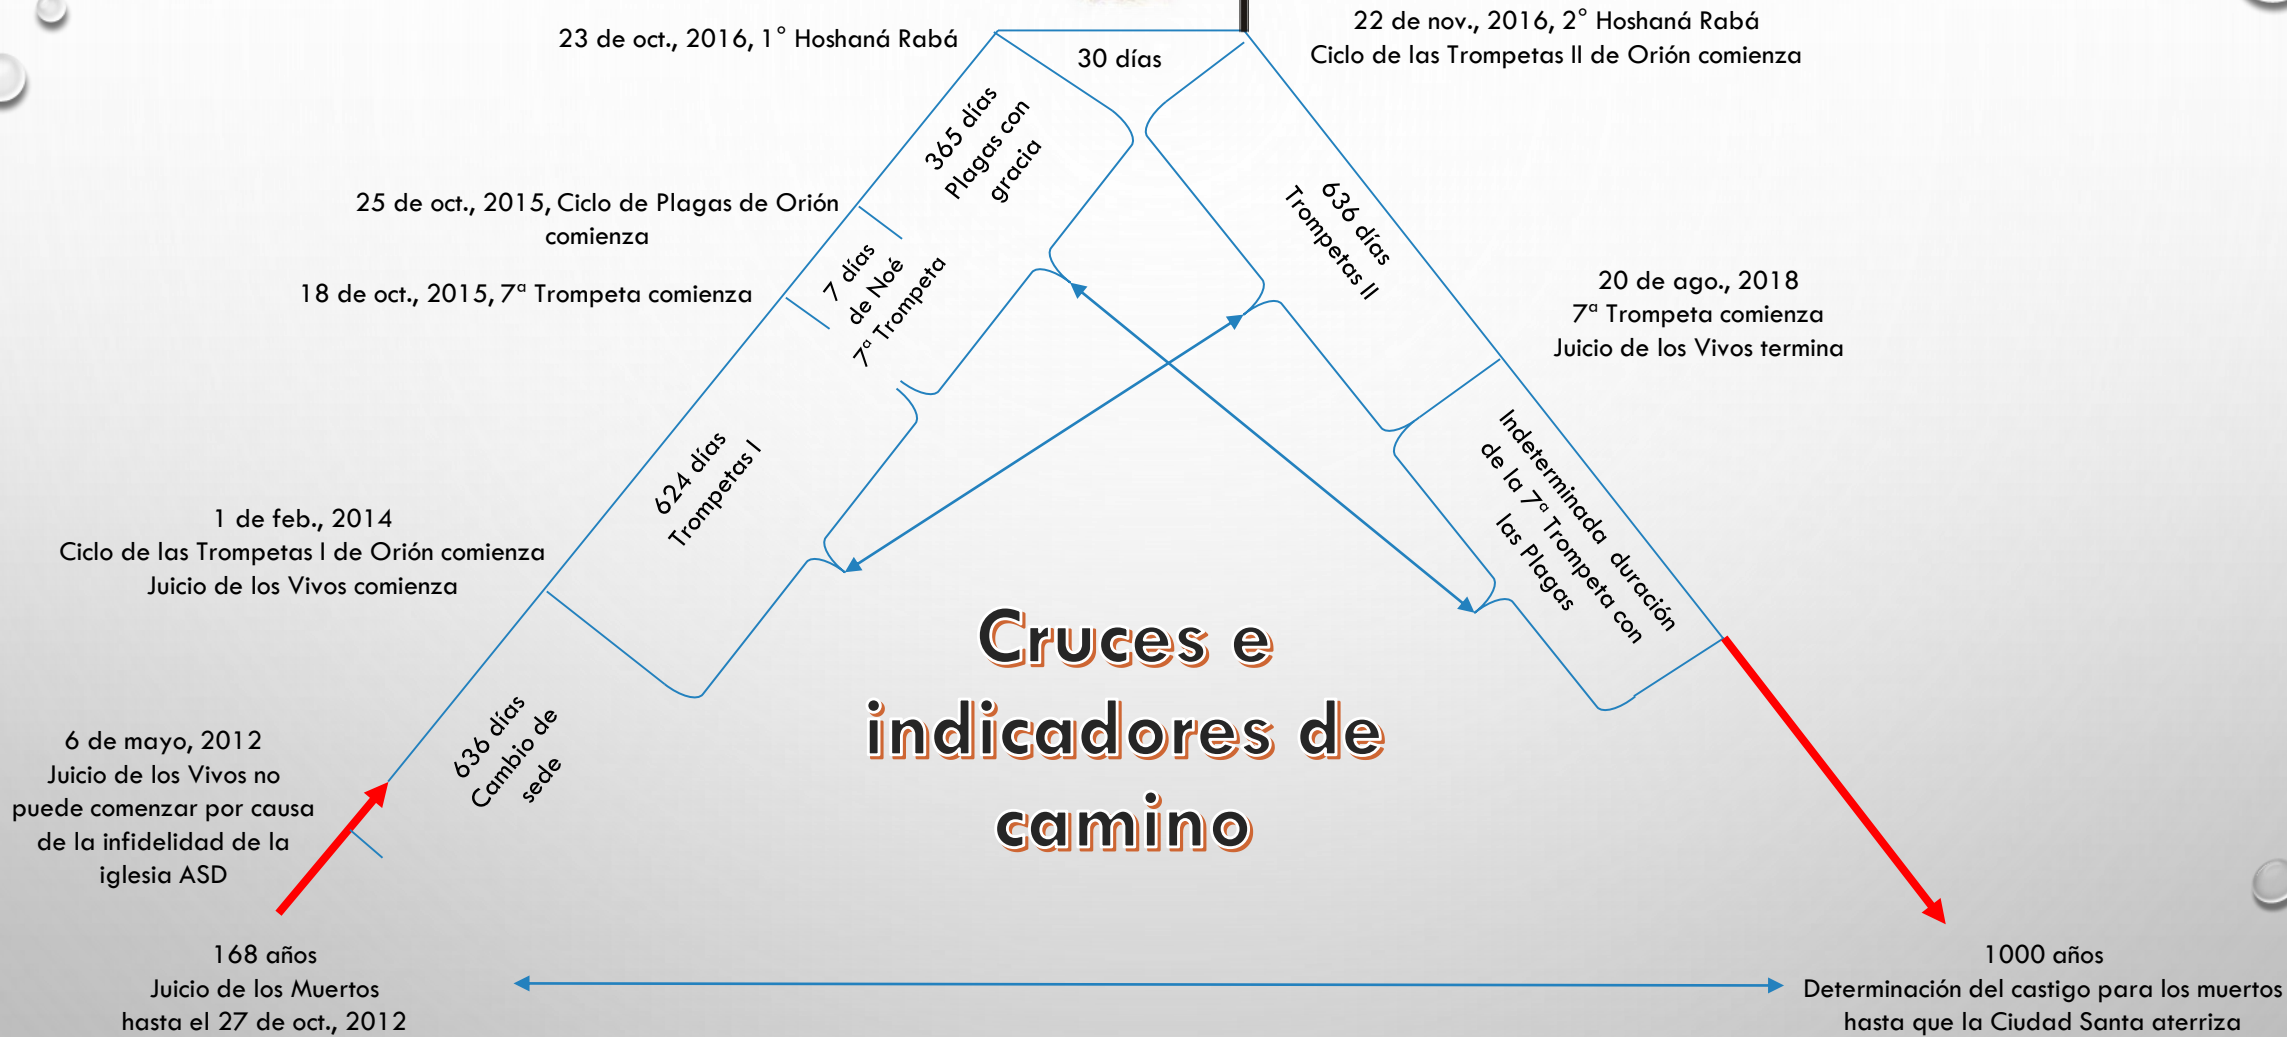 23 de oct., 2016, 1° Hoshaná Rabá
30 días
22 de nov., 2016, 2° Hoshaná Rabá
Ciclo de las Trompetas II de Orión comienza
365 días
Plagas con
gracia
25 de oct., 2015, Ciclo de Plagas de Orión
comienza
7 días
de Noé
7ª Trompeta
18 de oct., 2015, 7ª Trompeta comienza
636 días
Trompetas II
20 de ago., 2018
7ª Trompeta comienza
Juicio de los Vivos termina
624 días
Trompetas I
Indeterminada duración
de la 7ª Trompeta con
las Plagas
1 de feb., 2014
Ciclo de las Trompetas I de Orión comienza
Juicio de los Vivos comienza
636 días
Cambio de
sede
Cruces e
indicadores de
camino
6 de mayo, 2012
Juicio de los Vivos no
puede comenzar por causa
de la infidelidad de la
iglesia ASD
168 años
Juicio de los Muertos
hasta el 27 de oct., 2012
1000 años
Determinación del castigo para los muertos
hasta que la Ciudad Santa aterriza